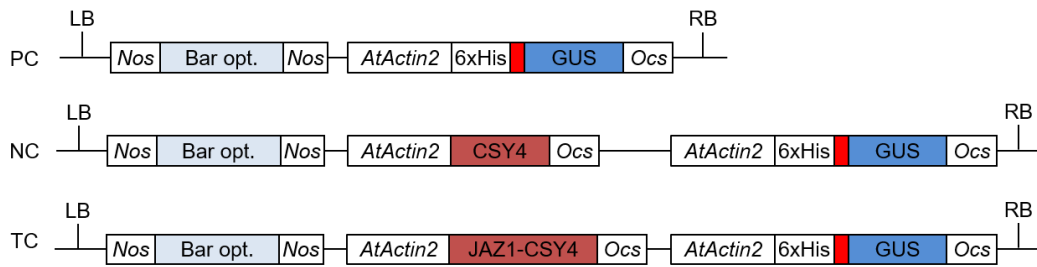 LB RB
PC Nos Bar opt. Nos AtActin2 6xHis GUS Ocs
LB RB
NC Nos Bar opt. Nos AtActin2 CSY4 Ocs AtActin2 6xHis GUS Ocs
LB RB
TC Nos Bar opt. Nos AtActin2 JAZ1-CSY4 Ocs AtActin2 6xHis GUS Ocs